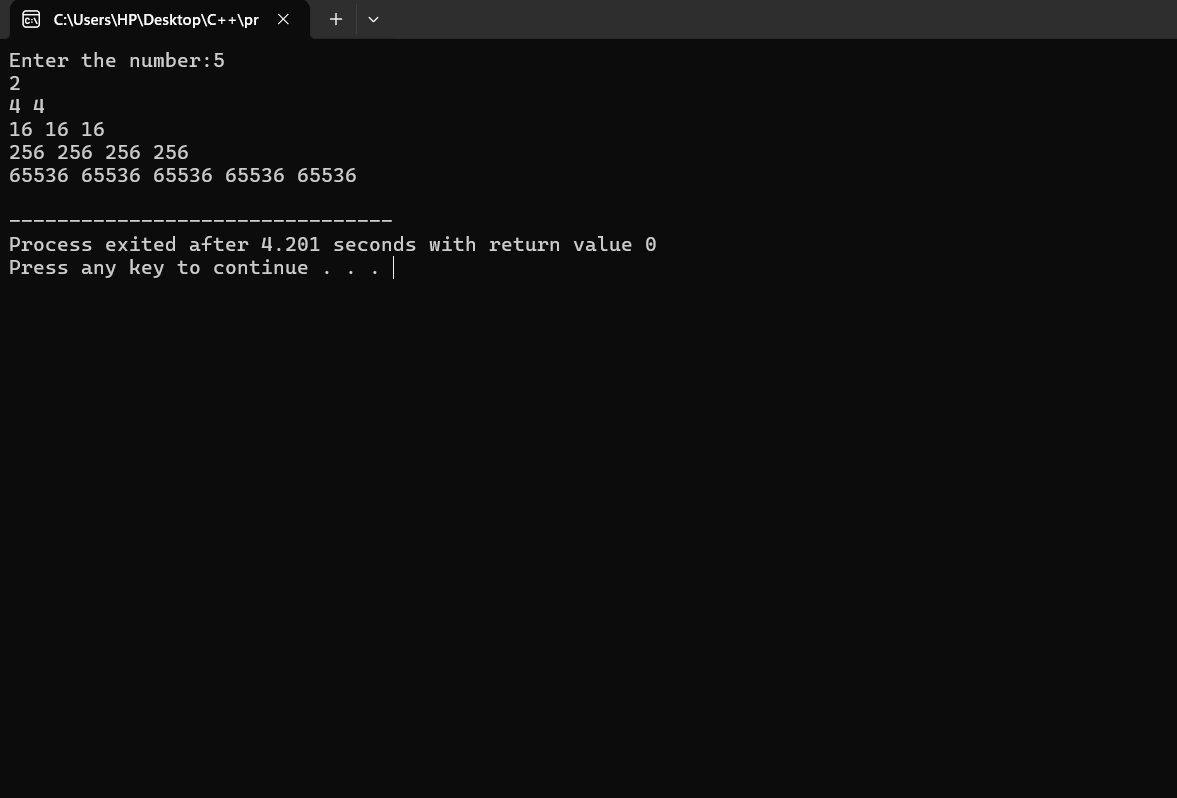 C:\Users\HP\Desktop\C++\pr
Enter the number:5
2
4 4
16 16 16
256 256 256 256
65536 65536 65536 65536 65536
--------------------------------
Process exited after 4.201 seconds with return value 0
Press any key to continue . . .